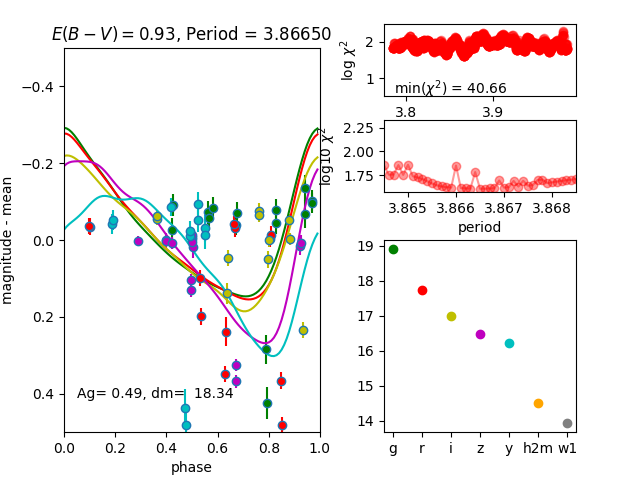 E(B − V) = 0.93, Period = 3.86650
magnitude - mean
−0.4
−0.2
0.0
0.2
0.4
Ag= 0.49, dm= 18.34
0.0 0.2 0.4 0.6 0.8 1.0
phase
log χ²
2
1
min(χ²) = 40.66
3.8 3.9
log10 χ²
2.25
2.00
1.75
3.865 3.866 3.867 3.868
period
19
18
17
16
15
14
g r i z y h2m w1